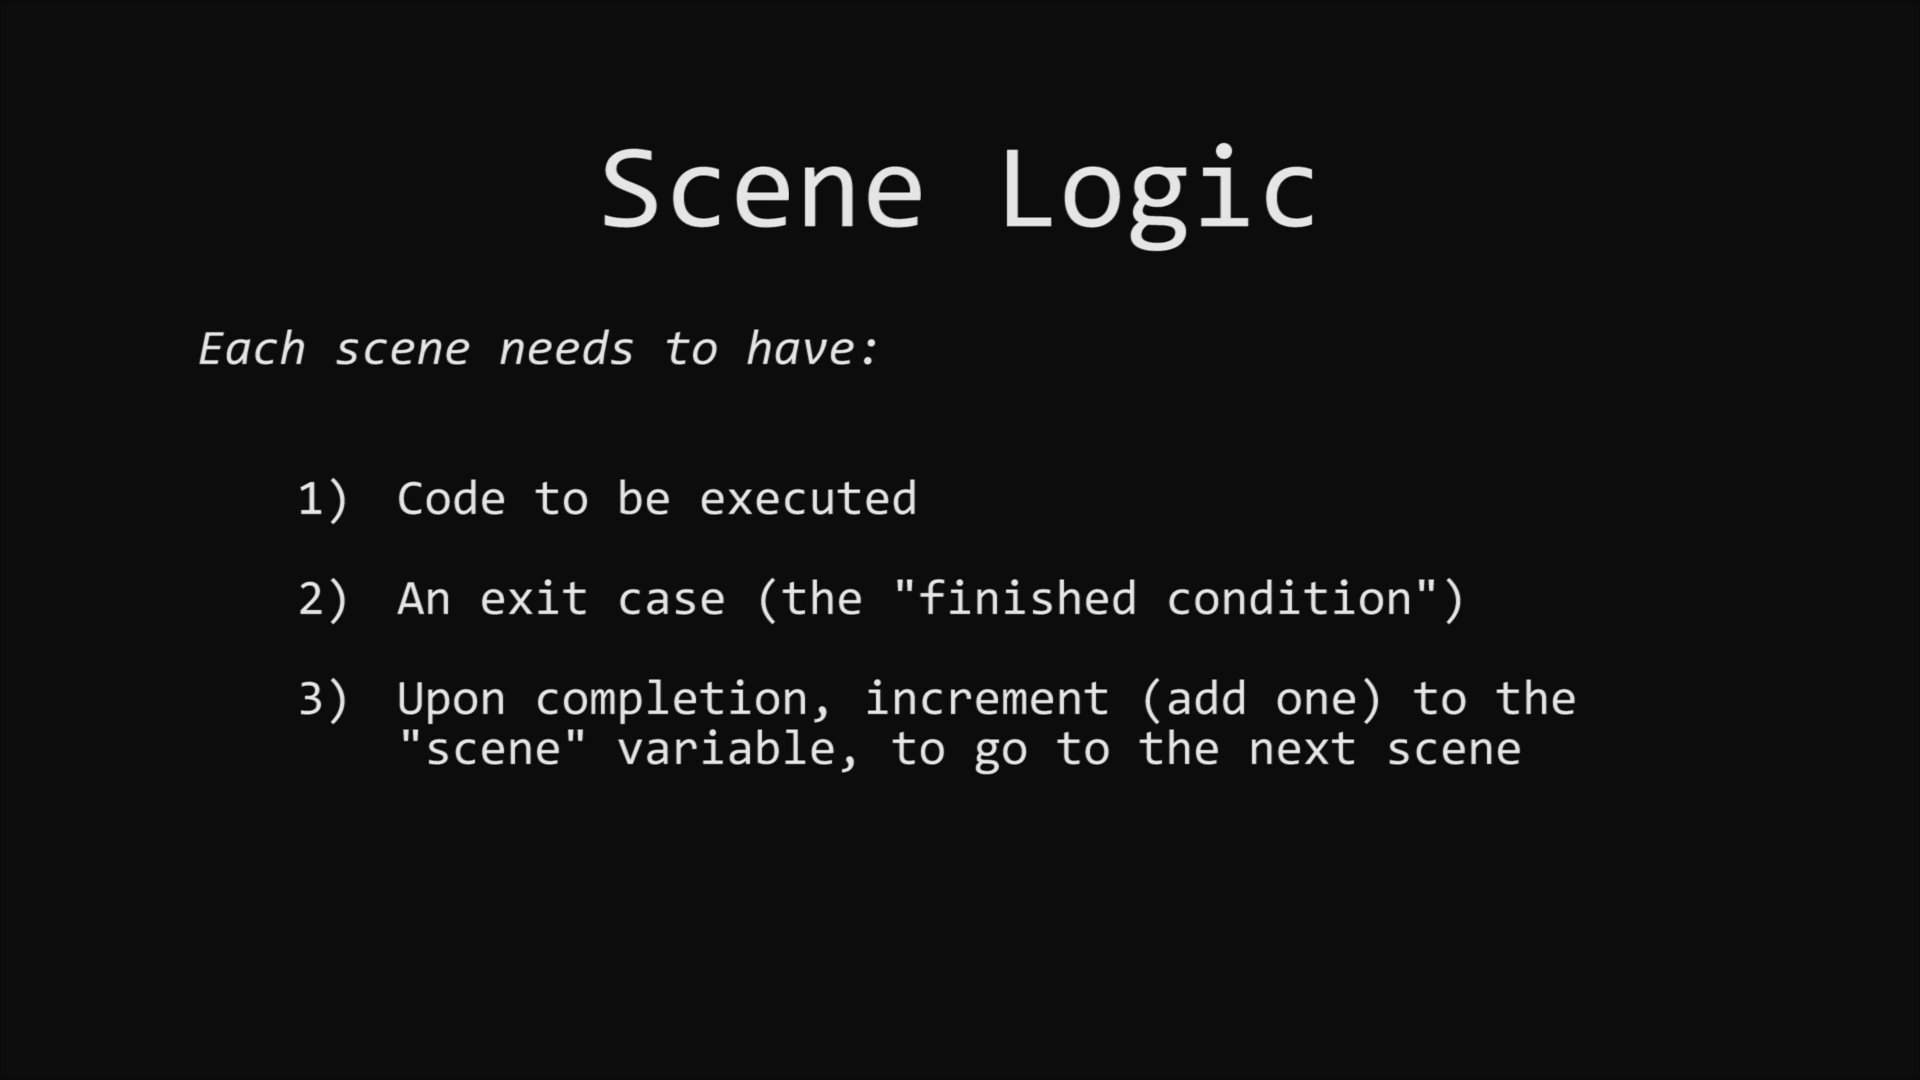 Scene Logic
Each scene needs to have:
1) Code to be executed
2) An exit case (the "finished condition")
3) Upon completion, increment (add one) to the
"scene" variable, to go to the next scene